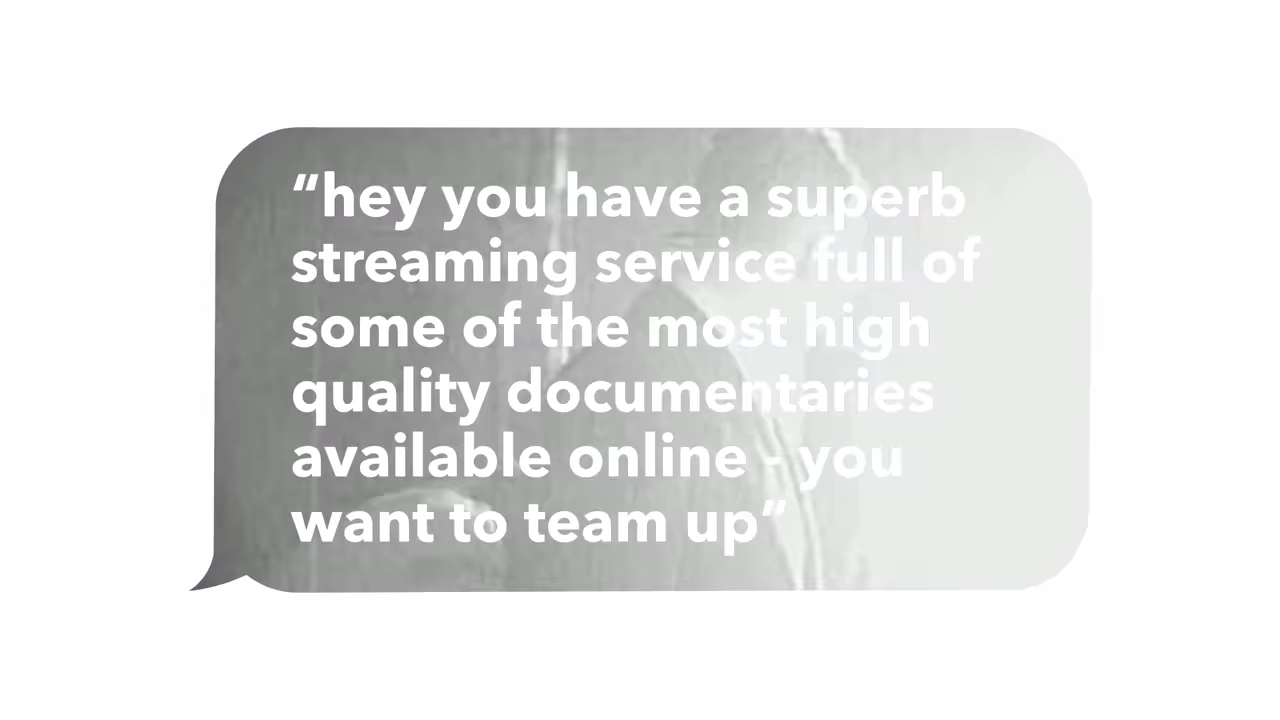 “hey you have a superb
streaming service full of
some of the most high
quality documentaries
available online - you
want to team up”